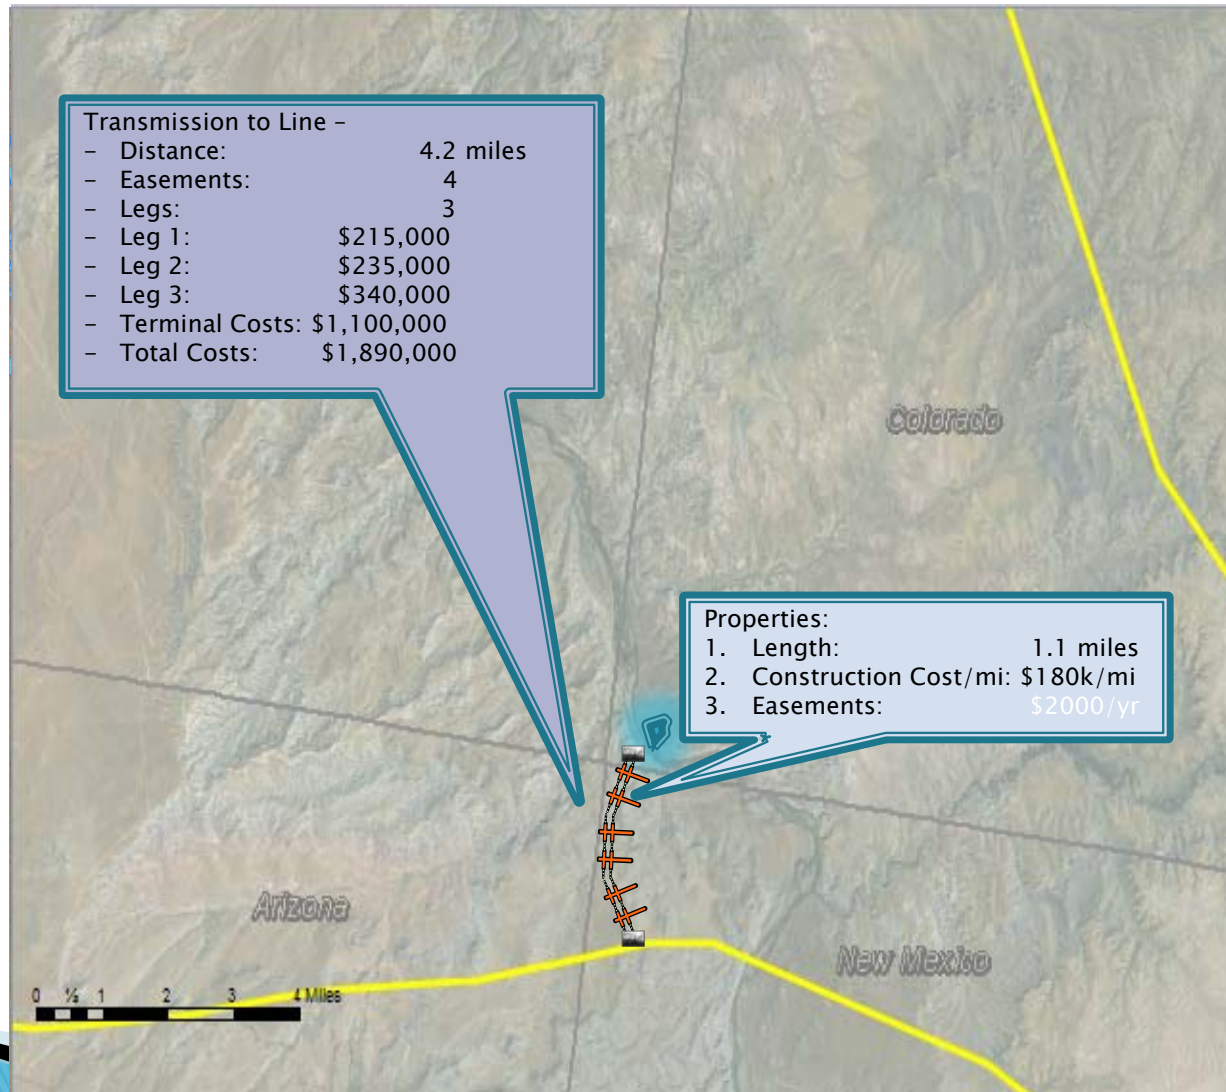 Transmission to Line –
– Distance: 4.2 miles
– Easements: 4
– Legs: 3
– Leg 1: $215,000
– Leg 2: $235,000
– Leg 3: $340,000
– Terminal Costs: $1,100,000
– Total Costs: $1,890,000
Colorado
Properties:
1. Length: 1.1 miles
2. Construction Cost/mi: $180k/mi
3. Easements: $2000/yr
Arizona
New Mexico
0 ½ 1 2 3 4 Miles